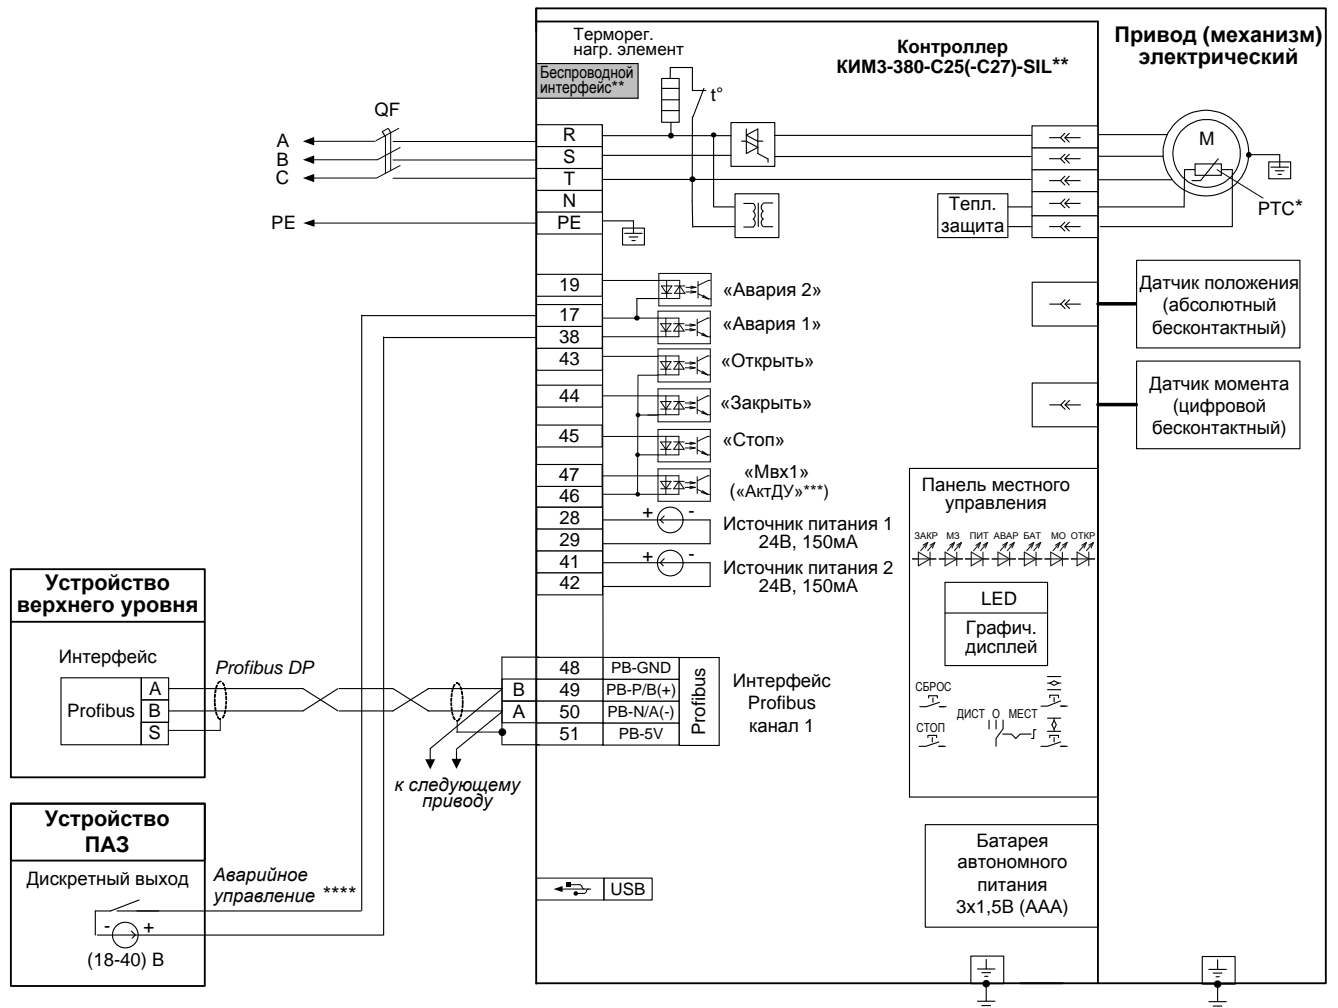 Терморег.
нагр. элемент
Беспроводной
интерфейс**
Контроллер
КИМ3-380-С25(-С27)-SIL**
Привод (механизм)
электрический
QF
t°
A
B
C
PE
R
S
T
N
PE
Тепл.
защита
M
PTC*
19
17
38
43
44
45
47
46
28
29
41
42
«Авария 2»
«Авария 1»
«Открыть»
«Закрыть»
«Стоп»
«Мвх1»
(«АктДУ»***)
+ -
Источник питания 1
24В, 150мА
+ -
Источник питания 2
24В, 150мА
Датчик положения
(абсолютный
бесконтактный)
Датчик момента
(цифровой
бесконтактный)
Панель местного
управления
ЗАКР МЗ ПИТ АВАР БАТ МО ОТКР
LED
Графич.
дисплей
СБРОС
СТОП
ДИСТ О МЕСТ
Батарея
автономного
питания
3x1,5В (AAA)
Устройство
верхнего уровня
Интерфейс
Profibus
A
B
S
Profibus DP
B
A
48 PB-GND
49 PB-P/B(+)
50 PB-N/A(-)
51 PB-5V
Profibus
Интерфейс
Profibus
канал 1
к следующему
приводу
Устройство
ПАЗ
Дискретный выход
- +
(18-40) В
Аварийное
управление ****
USB